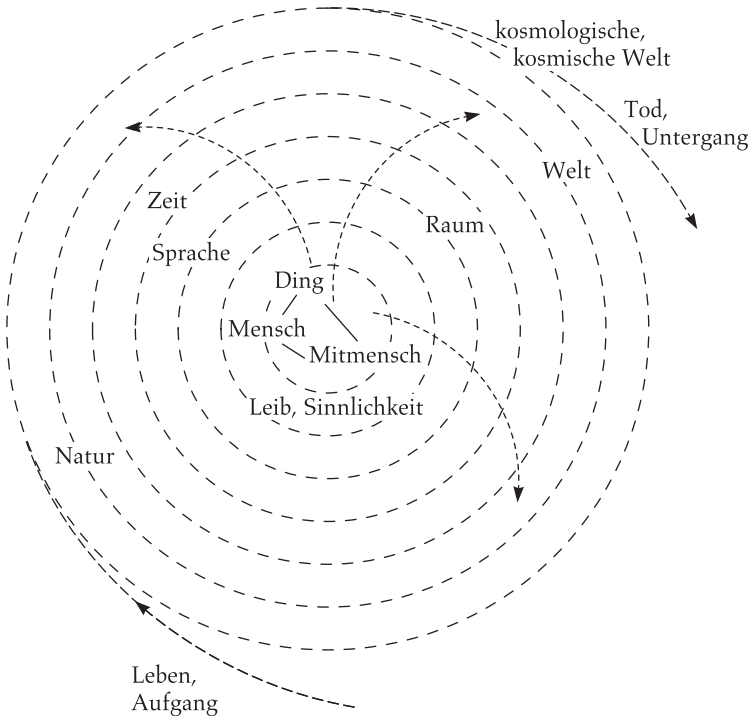 kosmologische,
kosmische Welt
Tod,
Untergang
Welt
Zeit
Raum
Sprache
Ding
Mensch
Mitmensch
Leib, Sinnlichkeit
Natur
Leben,
Aufgang